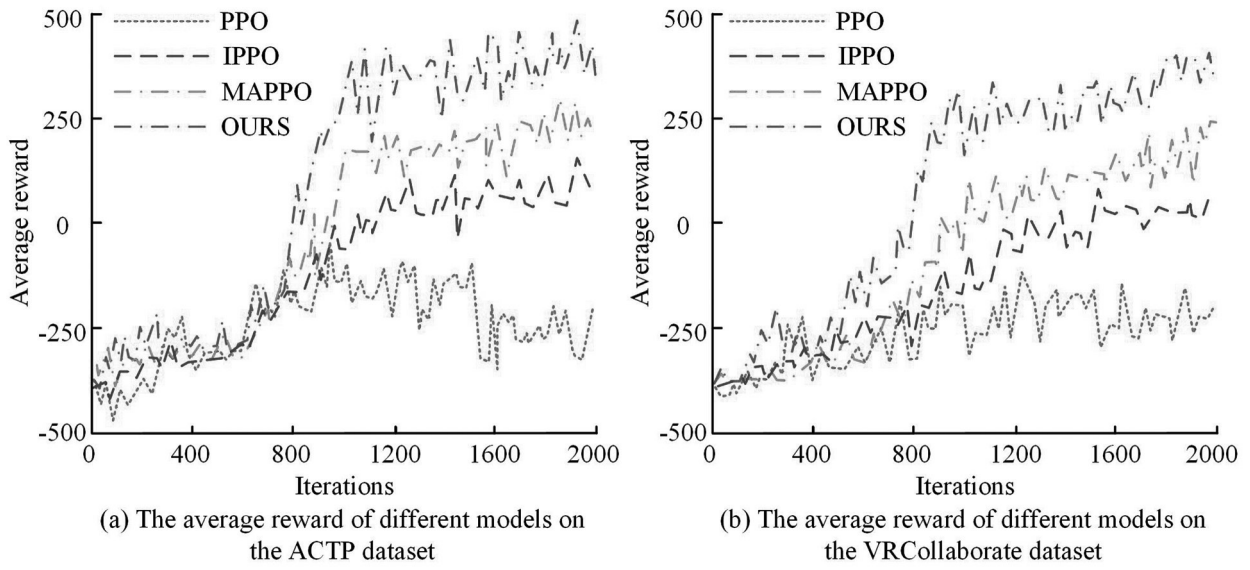 500
250
0
-250
-500
Average reward
PPO
IPPO
MAPPO
OURS
0 400 800 1200 1600 2000
Iterations
(a) The average reward of different models on
the ACTP dataset
500
250
0
-250
-500
Average reward
PPO
IPPO
MAPPO
OURS
0 400 800 1200 1600 2000
Iterations
(b) The average reward of different models on
the VRCollaborate dataset